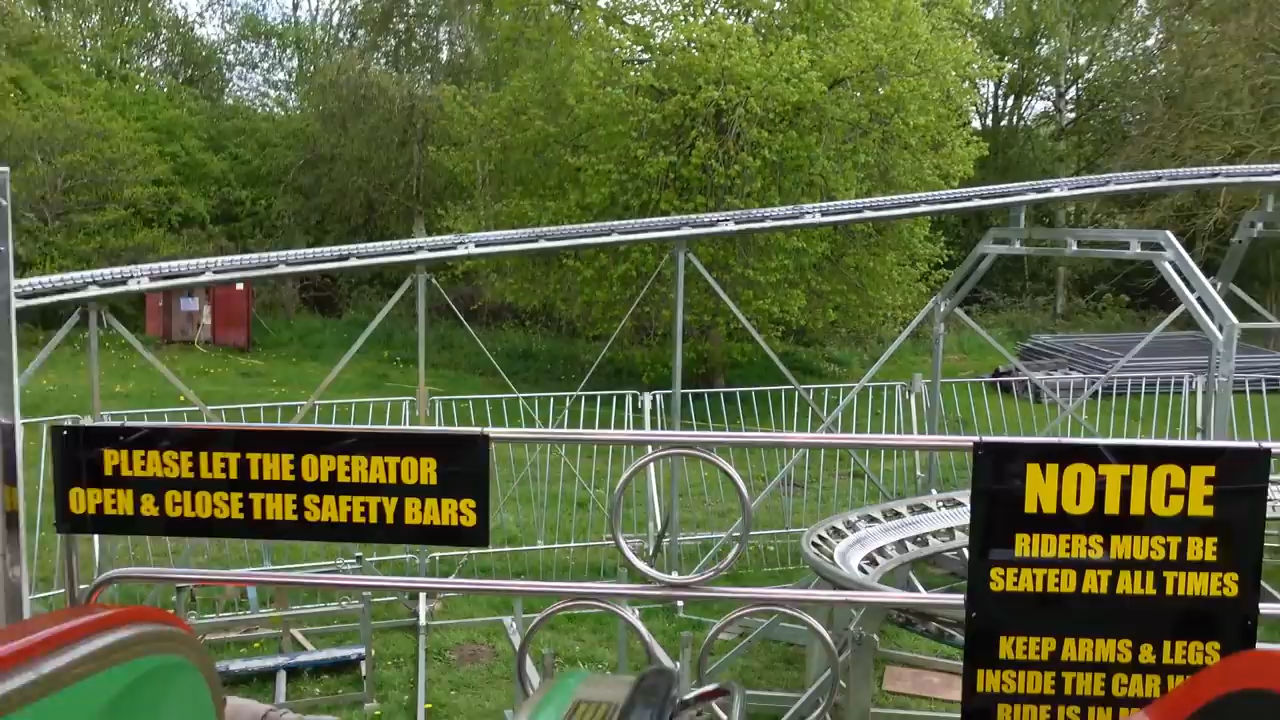 PLEASE LET THE OPERATOR
OPEN & CLOSE THE SAFETY BARS
NOTICE
RIDERS MUST BE
SEATED AT ALL TIMES
KEEP ARMS & LEGS
INSIDE THE CAR
RIDE IS IN